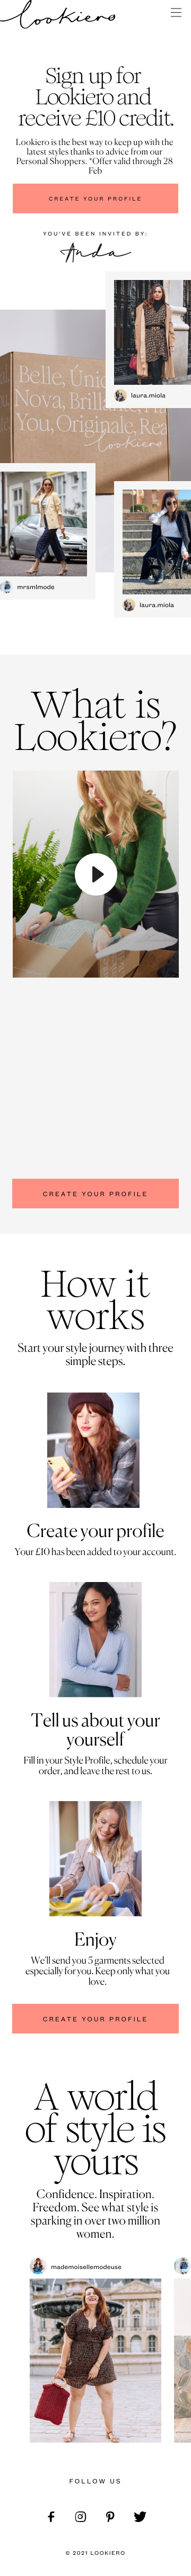 lookiero
Sign up for
Lookiero and
receive £10 credit.
Lookiero is the best way to keep up with the
latest styles thanks to advice from our
Personal Shoppers. *Offer valid through 28
Feb
CREATE YOUR PROFILE
YOU'VE BEEN INVITED BY:
Anda
laura.miola
Belle, Únic
Nova, Brillante,
You, Originale, Rea
lookiero
mrsmlmode
laura.miola
What is
Lookiero?
CREATE YOUR PROFILE
How it
works
Start your style journey with three
simple steps.
Create your profile
Your £10 has been added to your account.
Tell us about your
yourself
Fill in your Style Profile, schedule your
order, and leave the rest to us.
Enjoy
We'll send you 5 garments selected
especially for you. Keep only what you
love.
CREATE YOUR PROFILE
A world
of style is
yours
Confidence. Inspiration.
Freedom. See what style is
sparking in over two million
women.
mademoisellemodeuse
FOLLOW US
© 2021 LOOKIERO